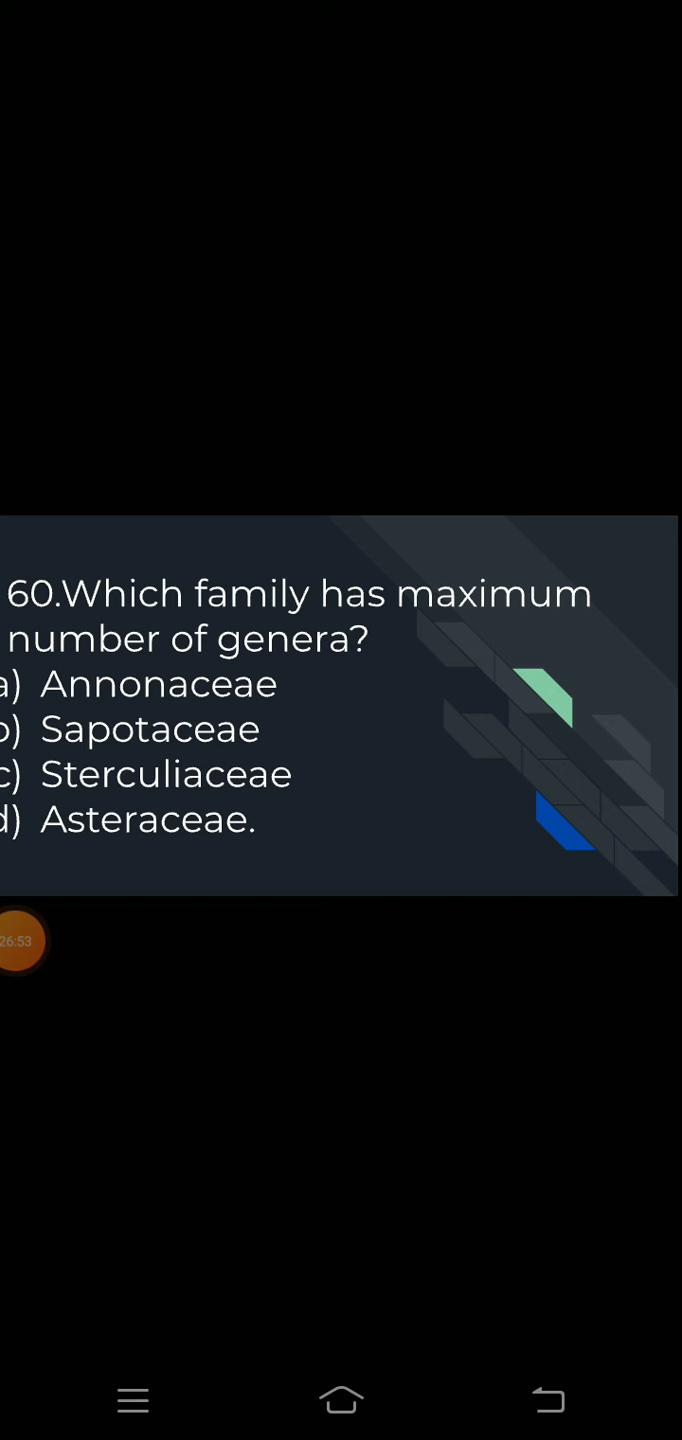 60.Which family has maximum
number of genera?
a) Annonaceae
b) Sapotaceae
c) Sterculiaceae
d) Asteraceae.
26:53